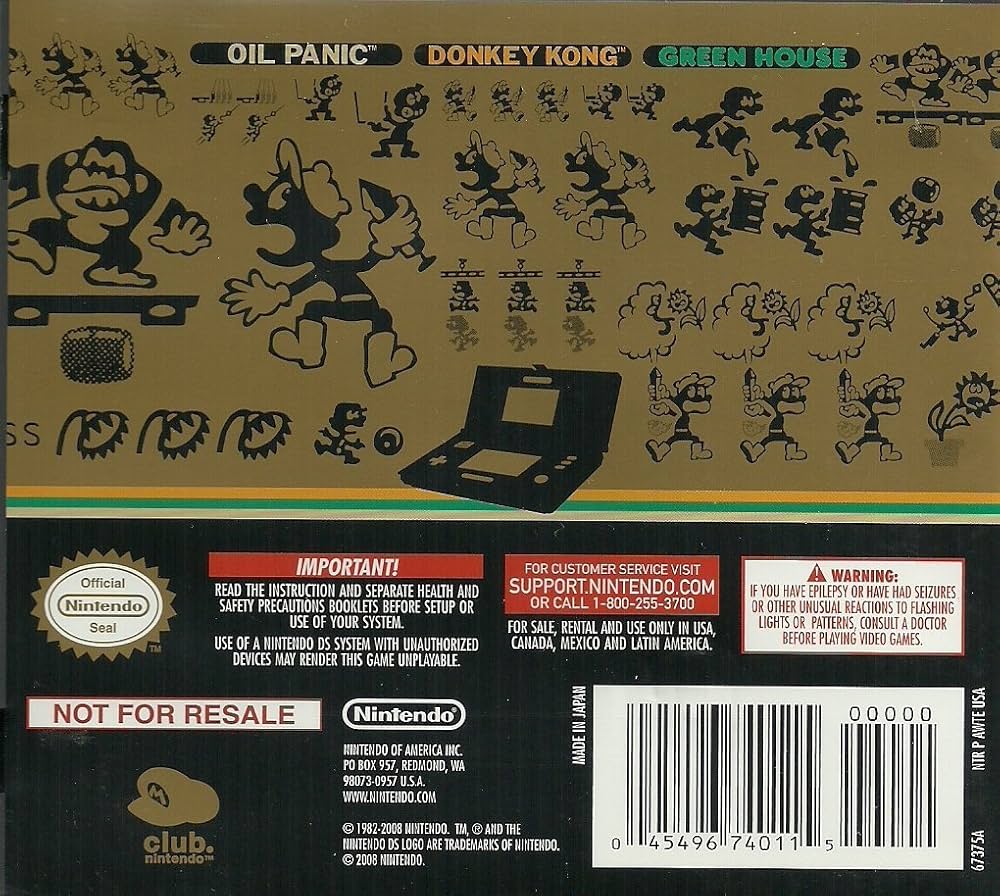 OIL PANIC™
DONKEY KONG™
GREEN HOUSE
SS
Official
Nintendo®
Seal
TM
IMPORTANT!
READ THE INSTRUCTION AND SEPARATE HEALTH AND
SAFETY PRECAUTIONS BOOKLETS BEFORE SETUP OR
USE OF YOUR SYSTEM.
USE OF A NINTENDO DS SYSTEM WITH UNAUTHORIZED
DEVICES MAY RENDER THIS GAME UNPLAYABLE.
FOR CUSTOMER SERVICE VISIT
SUPPORT.NINTENDO.COM
OR CALL 1-800-255-3700
FOR SALE, RENTAL AND USE ONLY IN USA,
CANADA, MEXICO AND LATIN AMERICA.
WARNING:
IF YOU HAVE EPILEPSY OR HAVE HAD SEIZURES
OR OTHER UNUSUAL REACTIONS TO FLASHING
LIGHTS OR PATTERNS, CONSULT A DOCTOR
BEFORE PLAYING VIDEO GAMES.
NOT FOR RESALE
M
club.
nintendo™
Nintendo®
NINTENDO OF AMERICA INC.
PO BOX 957, REDMOND, WA
98073-0957 U.S.A.
WWW.NINTENDO.COM
© 1982-2008 NINTENDO. TM, ® AND THE
NINTENDO DS LOGO ARE TRADEMARKS OF NINTENDO.
© 2008 NINTENDO.
MADE IN JAPAN
00000
0 45496 74011 5
NTR P AWTE USA
67375A